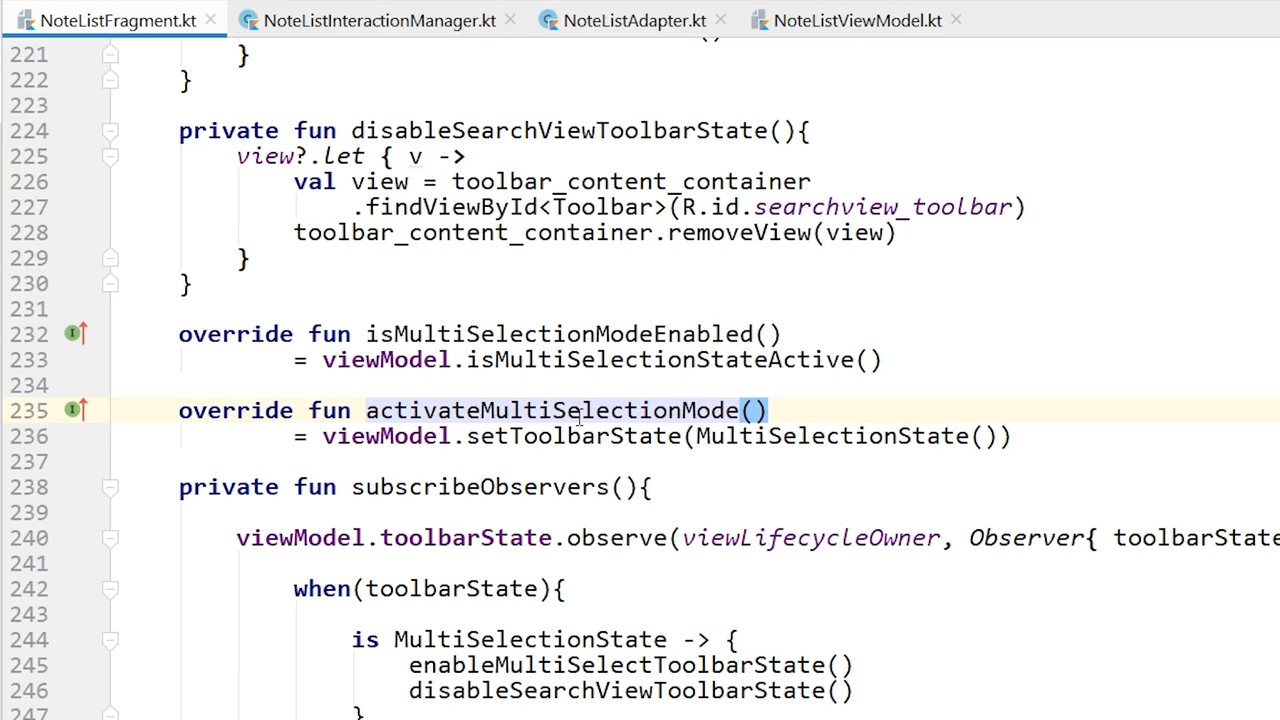 NoteListFragment.kt × NoteListInteractionManager.kt × NoteListAdapter.kt × NoteListViewModel.kt ×
221 }
222 }
223
224 private fun disableSearchViewToolbarState(){
225 view?.let { v ->
226 val view = toolbar_content_container
227 .findViewById<Toolbar>(R.id.searchview_toolbar)
228 toolbar_content_container.removeView(view)
229 }
230 }
231
232 override fun isMultiSelectionModeEnabled()
233 = viewModel.isMultiSelectionStateActive()
234
235 override fun activateMultiSelectionMode()
236 = viewModel.setToolbarState(MultiSelectionState())
237
238 private fun subscribeObservers(){
239
240 viewModel.toolbarState.observe(viewLifecycleOwner, Observer{ toolbarState
241
242 when(toolbarState){
243
244 is MultiSelectionState -> {
245 enableMultiSelectToolbarState()
246 disableSearchViewToolbarState()
247 }